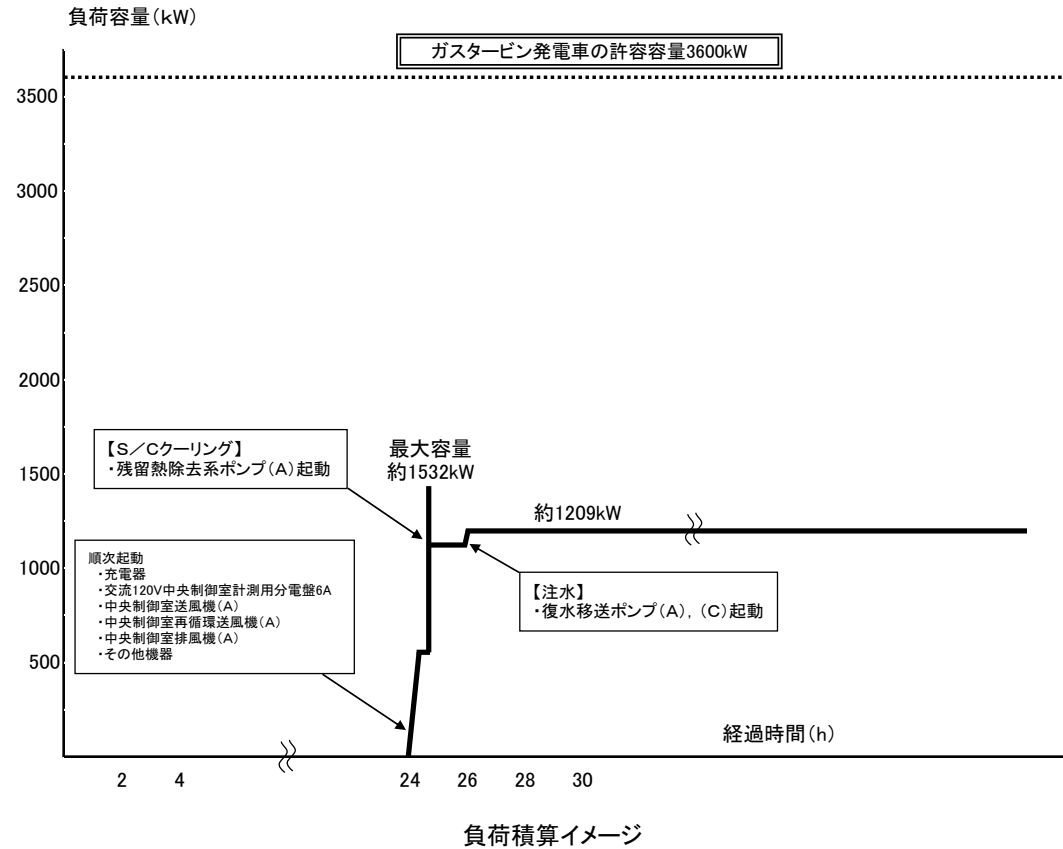 負荷容量(kW)
ガスタービン発電車の許容容量3600kW
3500
3000
2500
2000
1500
1000
500
【S/Cクーリング】
・残留熱除去系ポンプ(A)起動
最大容量
約1532kW
約1209kW
順次起動
・充電器
・交流120V中央制御室計測用分電盤6A
・中央制御室送風機(A)
・中央制御室再循環送風機(A)
・中央制御室排風機(A)
・その他機器
【注水】
・復水移送ポンプ(A),(C)起動
経過時間(h)
2 4 24 26 28 30
負荷積算イメージ